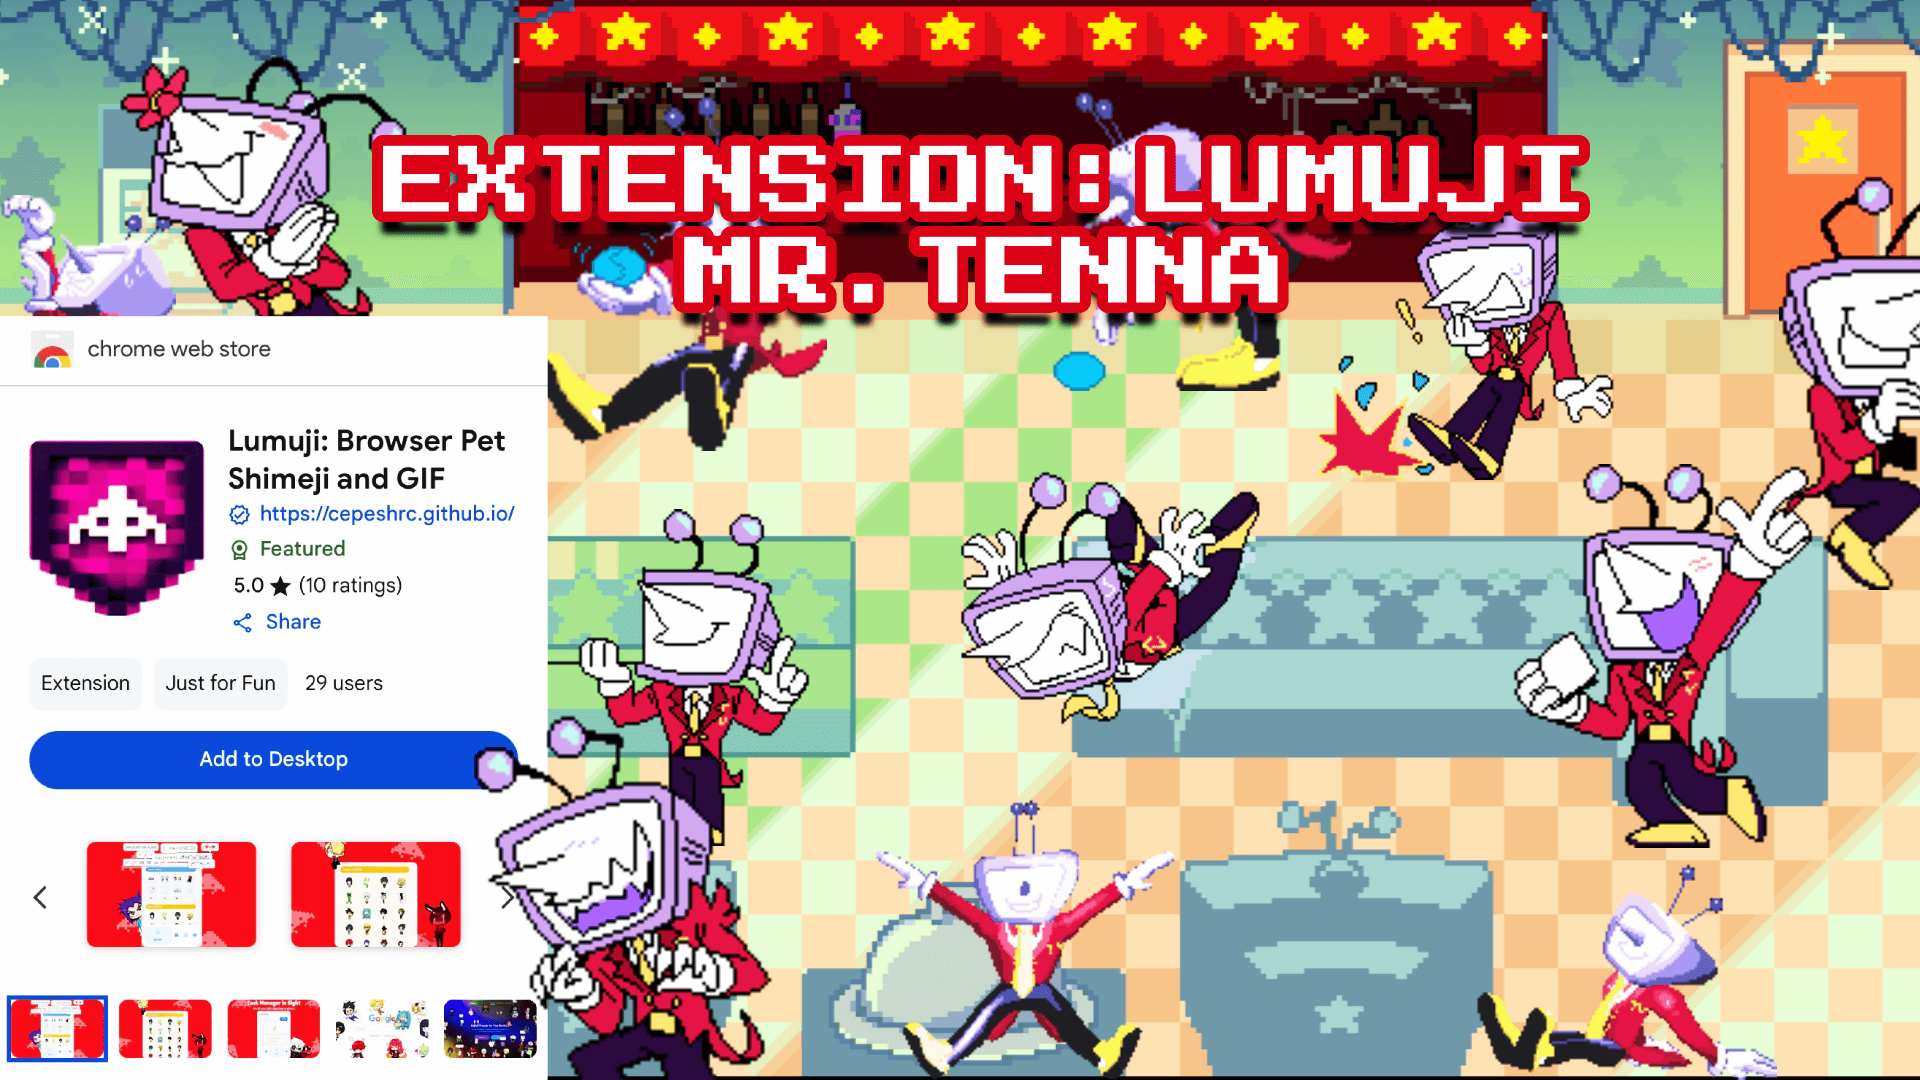 EXTENSION:LUMUJI
MR.TENNA
chrome web store
Lumuji: Browser Pet
Shimeji and GIF
https://cepeshrc.github.io/
Featured
5.0 ★ (10 ratings)
Share
Extension
Just for Fun
29 users
Add to Desktop
Google